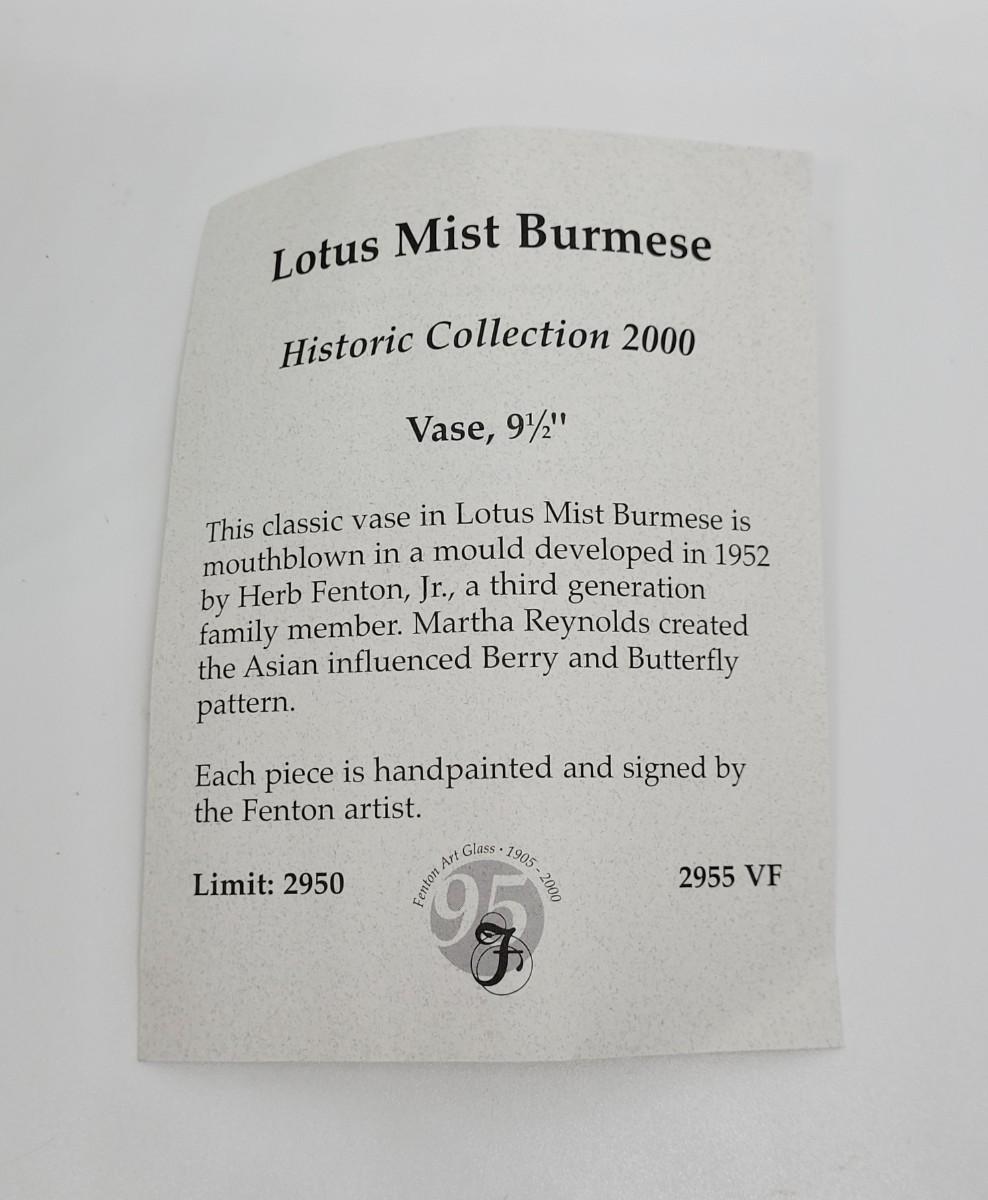 Lotus Mist Burmese
Historic Collection 2000
Vase, 9½"
This classic vase in Lotus Mist Burmese is
mouthblown in a mould developed in 1952
by Herb Fenton, Jr., a third generation
family member. Martha Reynolds created
the Asian influenced Berry and Butterfly
pattern.
Each piece is handpainted and signed by
the Fenton artist.
Limit: 2950
Fenton Art Glass · 1905 - 2000
95
F
2955 VF